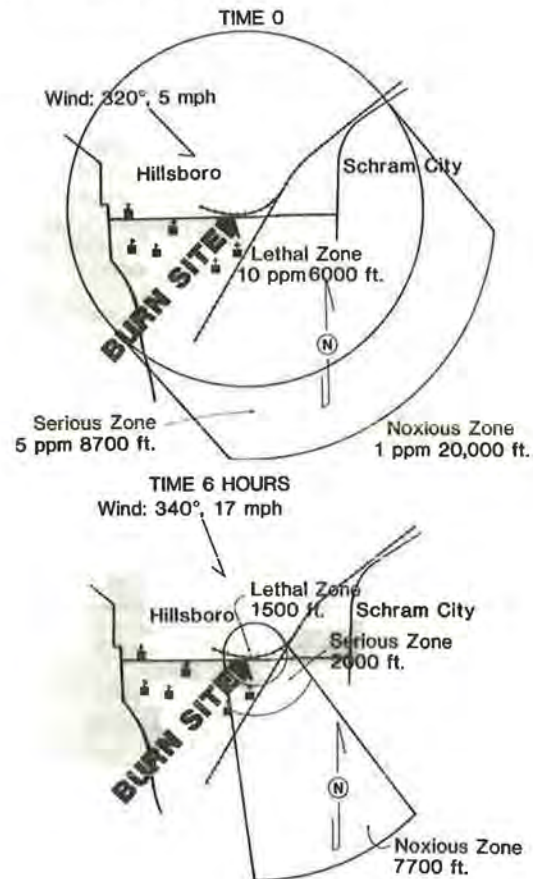 TIME 0
Wind: 320°, 5 mph
Hillsboro
Schram City
Lethal Zone
10 ppm 6000 ft.
BURN SITE
N
Serious Zone
5 ppm 8700 ft.
Noxious Zone
1 ppm 20,000 ft.
TIME 6 HOURS
Wind: 340°, 17 mph
Lethal Zone
1500 ft.
Hillsboro
Schram City
Serious Zone
2000 ft.
BURN SITE
N
Noxious Zone
7700 ft.